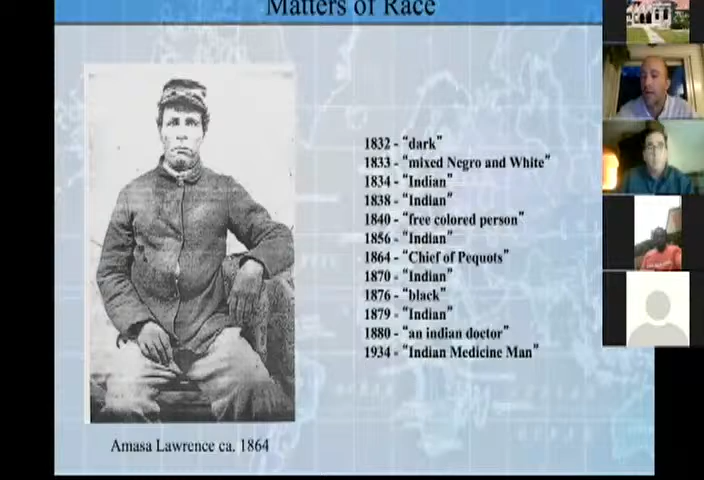 Matters of Race
1832 - “dark”
1833 - “mixed Negro and White”
1834 - “Indian”
1838 - “Indian”
1840 - “free colored person”
1856 - “Indian”
1864 - “Chief of Pequots”
1870 - “Indian”
1876 - “black”
1879 - “Indian”
1880 - “an indian doctor”
1934 - “Indian Medicine Man”
Amasa Lawrence ca. 1864